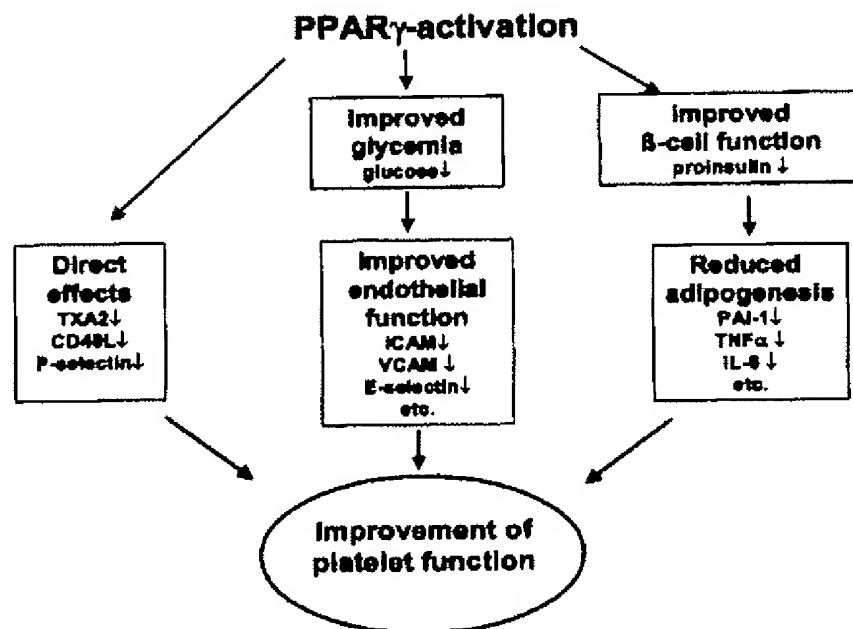 PPARγ-activation
Improved
glycemia
glucose↓
improved
ß-cell function
proinsulin ↓
Direct
effects
TXA2↓
CD40L↓
P-selectin↓
Improved
endothelial
function
ICAM↓
VCAM ↓
E-selectin↓
etc.
Reduced
adipogenesis
PAI-1↓
TNFα ↓
IL-6 ↓
etc.
Improvement of
platelet function